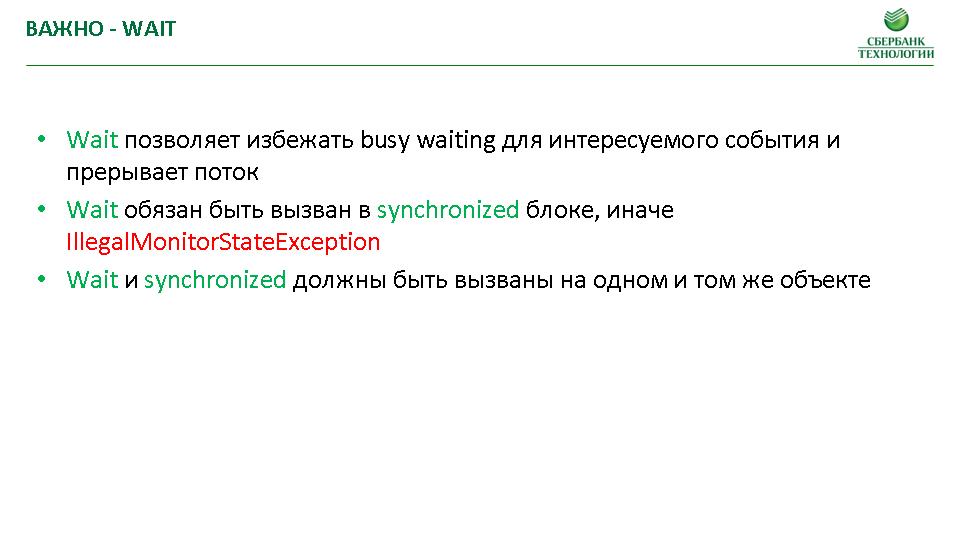 ВАЖНО - WAIT
СБЕРБАНК
ТЕХНОЛОГИИ
• Wait позволяет избежать busy waiting для интересуемого события и
прерывает поток
• Wait обязан быть вызван в synchronized блоке, иначе
IllegalMonitorStateException
• Wait и synchronized должны быть вызваны на одном и том же объекте